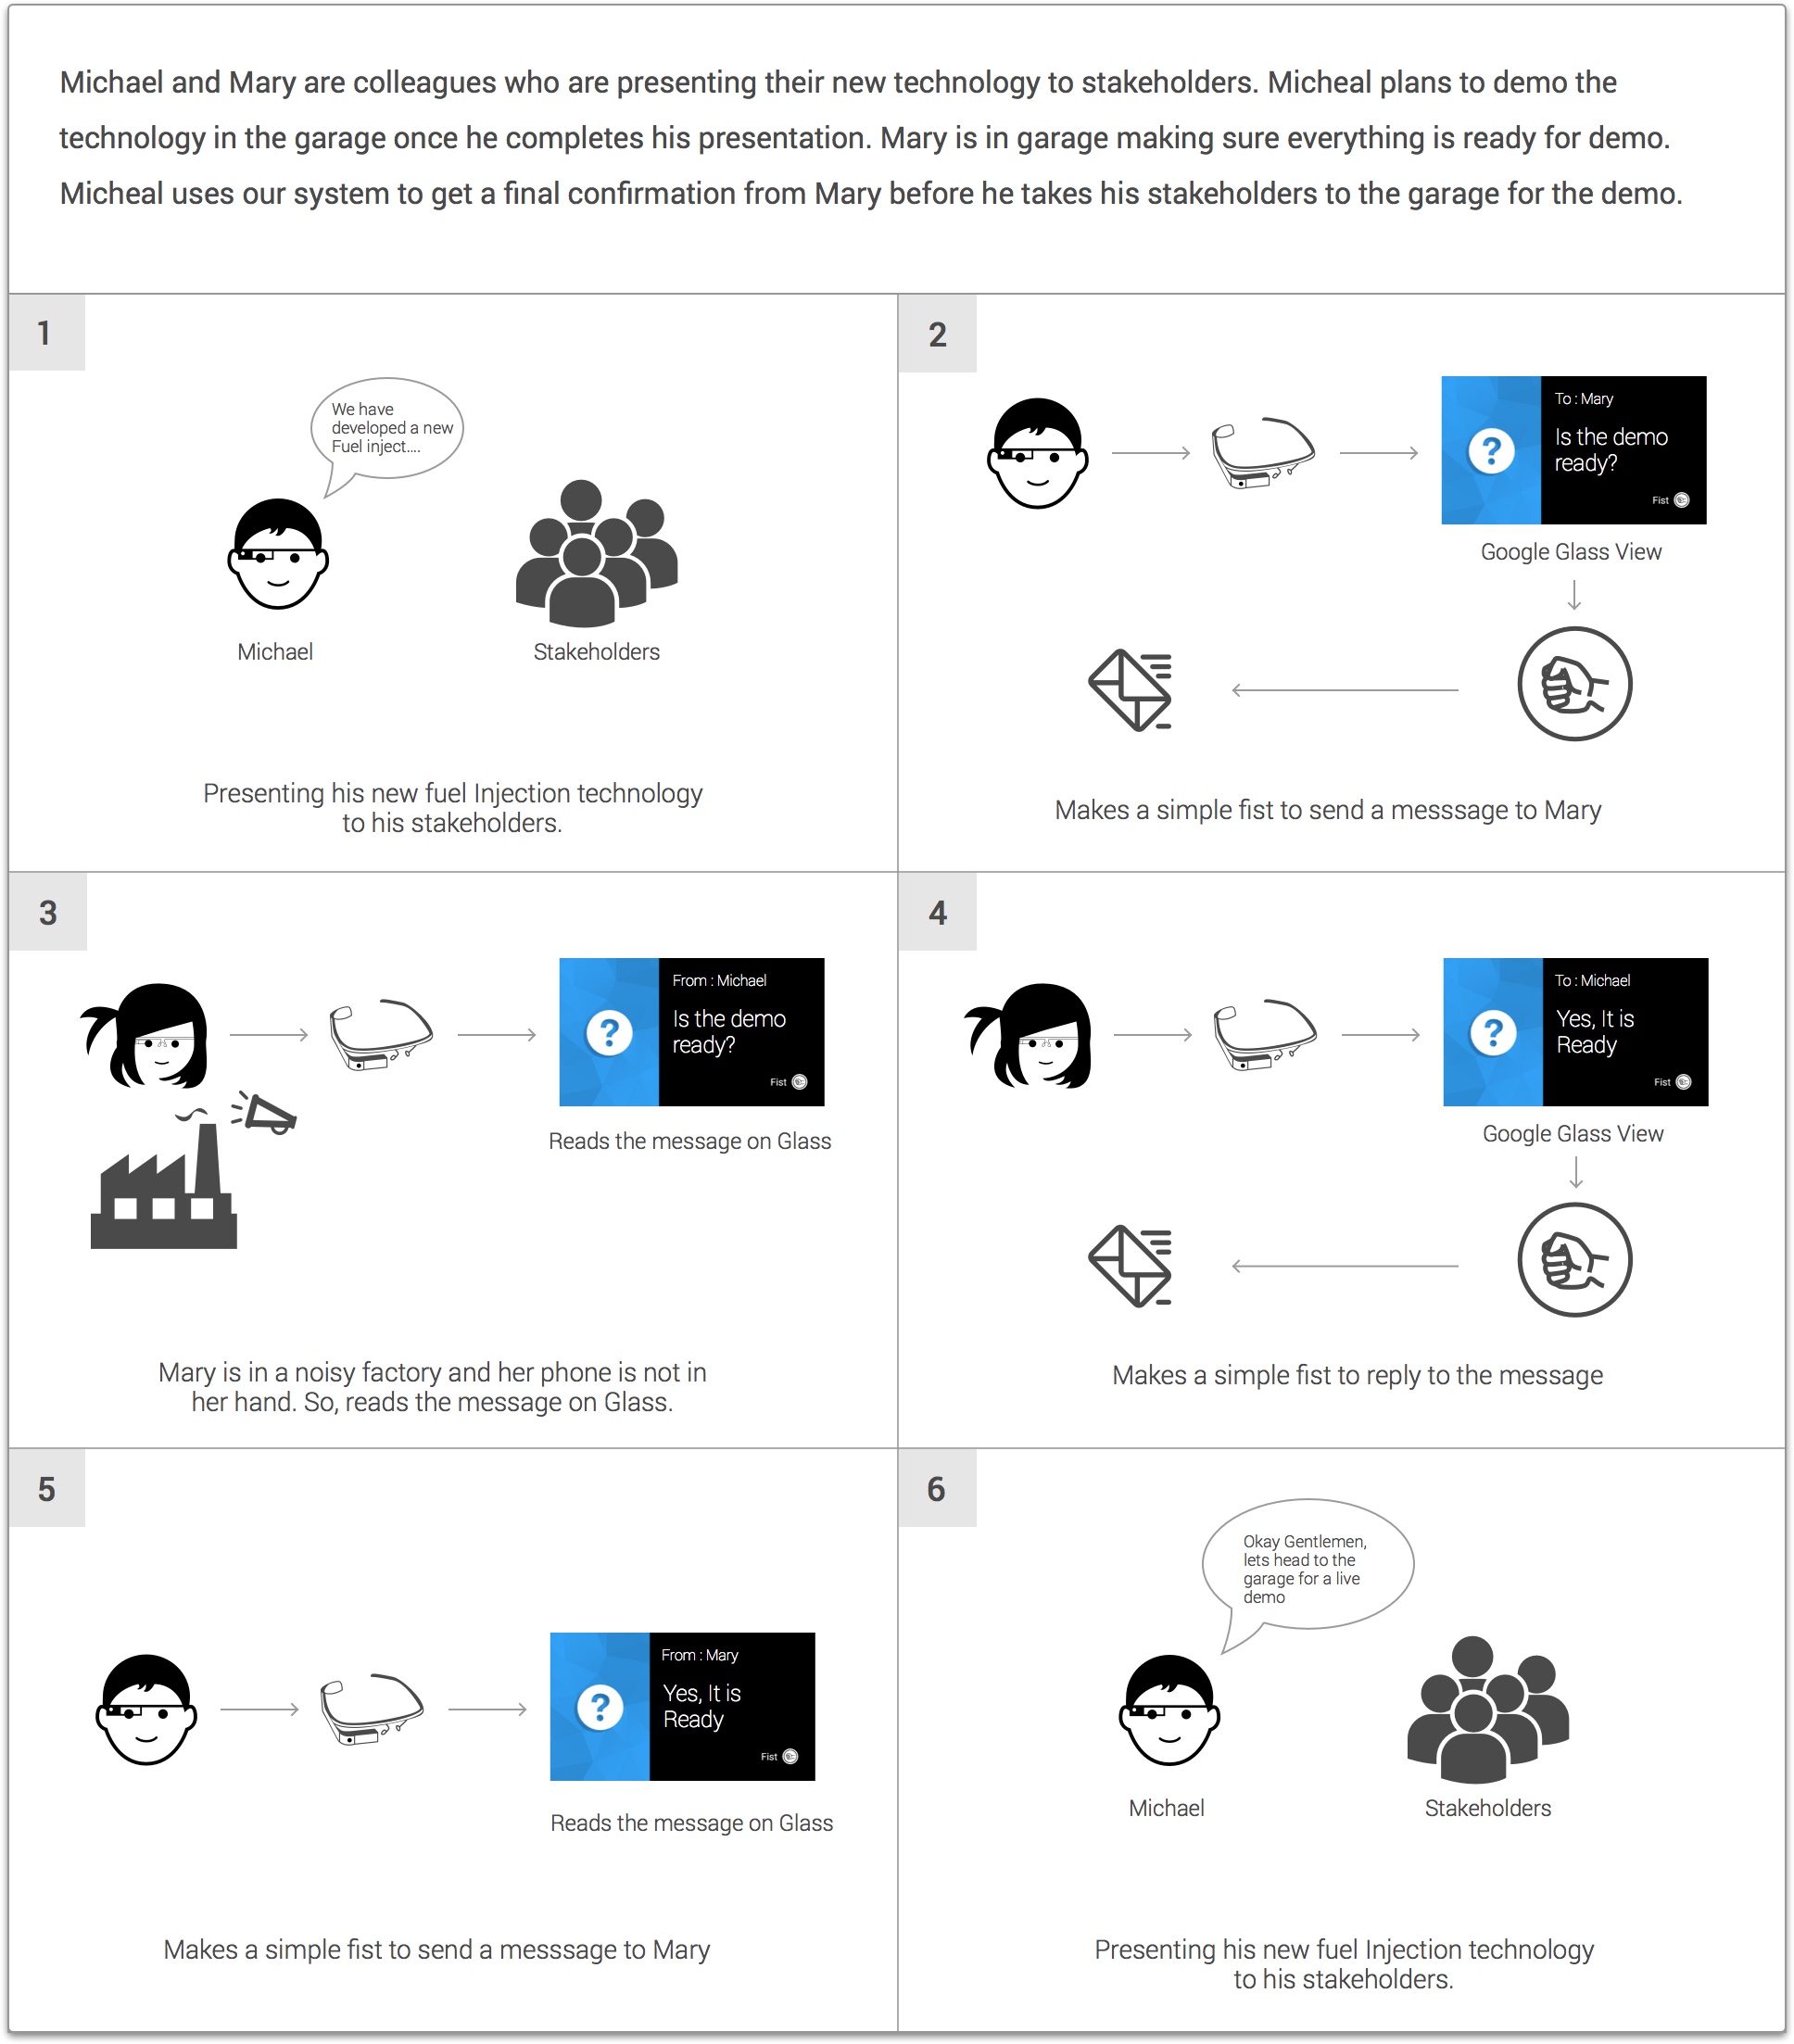 Michael and Mary are colleagues who are presenting their new technology to stakeholders. Micheal plans to demo the
technology in the garage once he completes his presentation. Mary is in garage making sure everything is ready for demo.
Micheal uses our system to get a final confirmation from Mary before he takes his stakeholders to the garage for the demo.
1
We have
developed a new
Fuel inject....
Michael
Stakeholders
Presenting his new fuel Injection technology
to his stakeholders.
2
To : Mary
?
Is the demo
ready?
Fist
Google Glass View
Makes a simple fist to send a messsage to Mary
3
From : Michael
?
Is the demo
ready?
Fist
Reads the message on Glass
Mary is in a noisy factory and her phone is not in
her hand. So, reads the message on Glass.
4
To : Michael
?
Yes, It is
Ready
Fist
Google Glass View
Makes a simple fist to reply to the message
5
From : Mary
?
Yes, It is
Ready
Fist
Reads the message on Glass
Makes a simple fist to send a messsage to Mary
6
Okay Gentlemen,
lets head to the
garage for a live
demo
Michael
Stakeholders
Presenting his new fuel Injection technology
to his stakeholders.